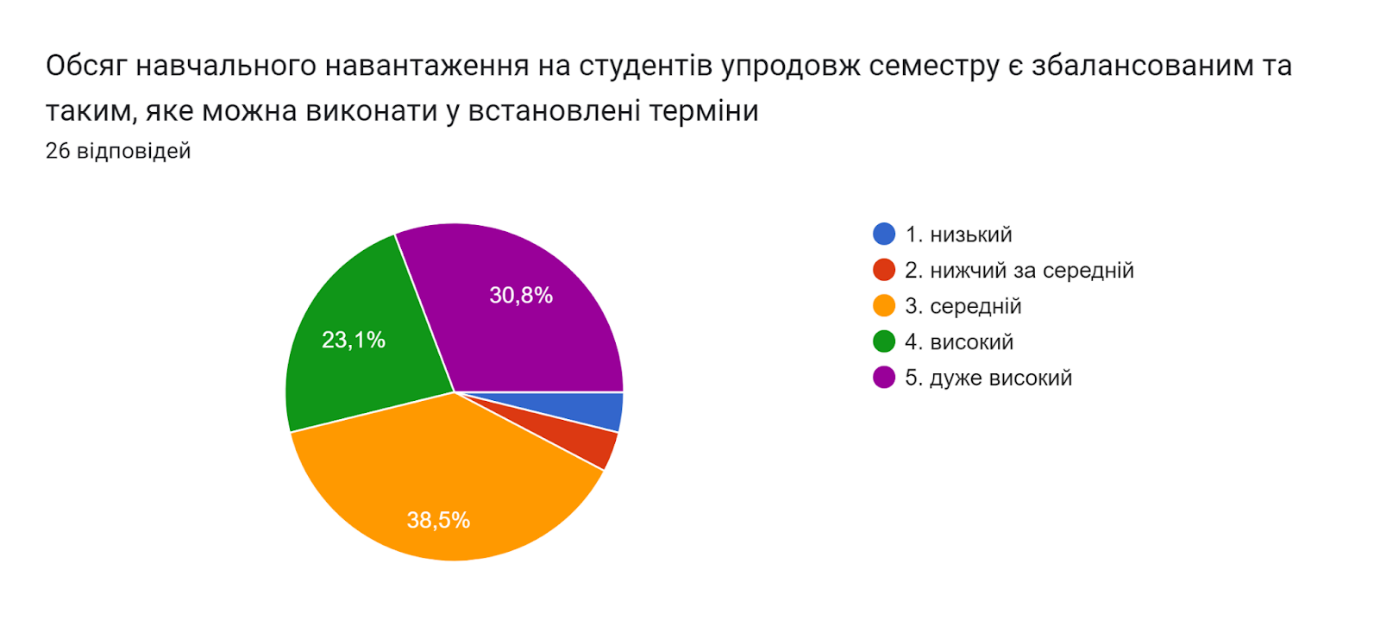 Обсяг навчального навантаження на студентів упродовж семестру є збалансованим та
таким, яке можна виконати у встановлені терміни
26 відповідей
30,8%
23,1%
38,5%
1. низький
2. нижчий за середній
3. середній
4. високий
5. дуже високий